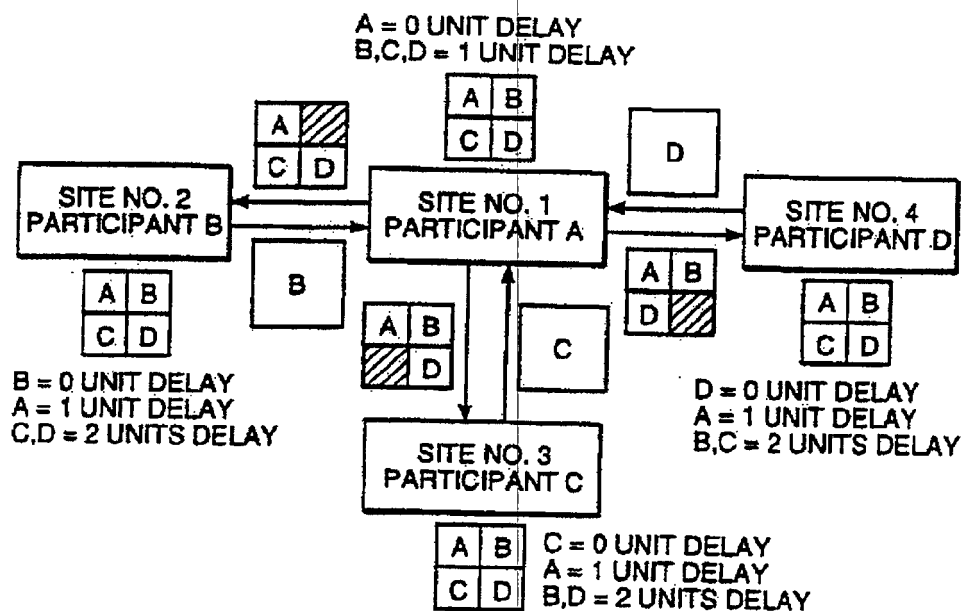 A = 0 UNIT DELAY
B,C,D = 1 UNIT DELAY
A B
C D
A
C D
D
SITE NO. 2
PARTICIPANT B
SITE NO. 1
PARTICIPANT A
SITE NO. 4
PARTICIPANT D
B
A B
D
C
A B
D
A B
C D
A B
C D
B = 0 UNIT DELAY
A = 1 UNIT DELAY
C,D = 2 UNITS DELAY
D = 0 UNIT DELAY
A = 1 UNIT DELAY
B,C = 2 UNITS DELAY
SITE NO. 3
PARTICIPANT C
A B
C D
C = 0 UNIT DELAY
A = 1 UNIT DELAY
B,D = 2 UNITS DELAY